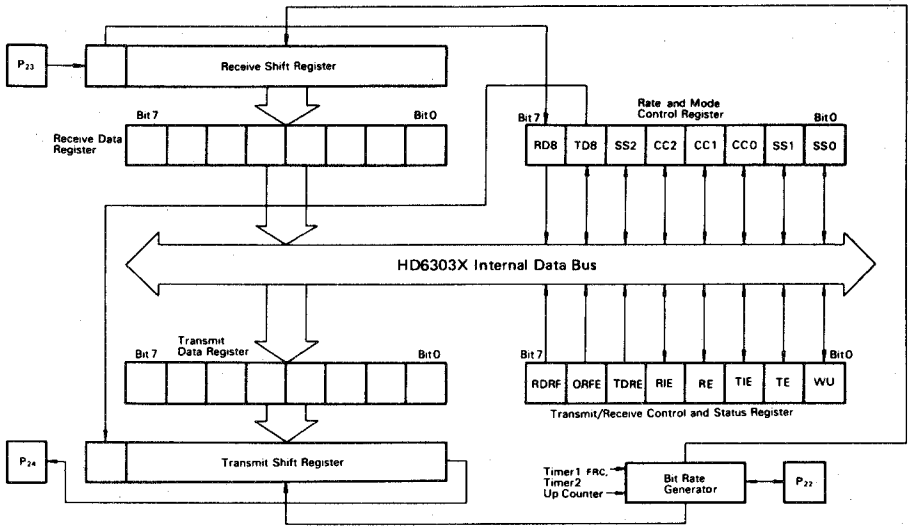 P23
Receive Shift Register
Receive Data
Register
Bit 7
Bit 0
Rate and Mode
Control Register
Bit 7
Bit 0
RD8
TD8
SS2
CC2
CC1
CC0
SS1
SS0
HD6303X Internal Data Bus
Transmit
Data Register
Bit 7
Bit 0
Bit 7
Bit 0
RDRF
ORFE
TDRE
RIE
RE
TIE
TE
WU
Transmit/Receive Control and Status Register
P24
Transmit Shift Register
Timer1 FRC,
Timer2
Up Counter
Bit Rate
Generator
P22